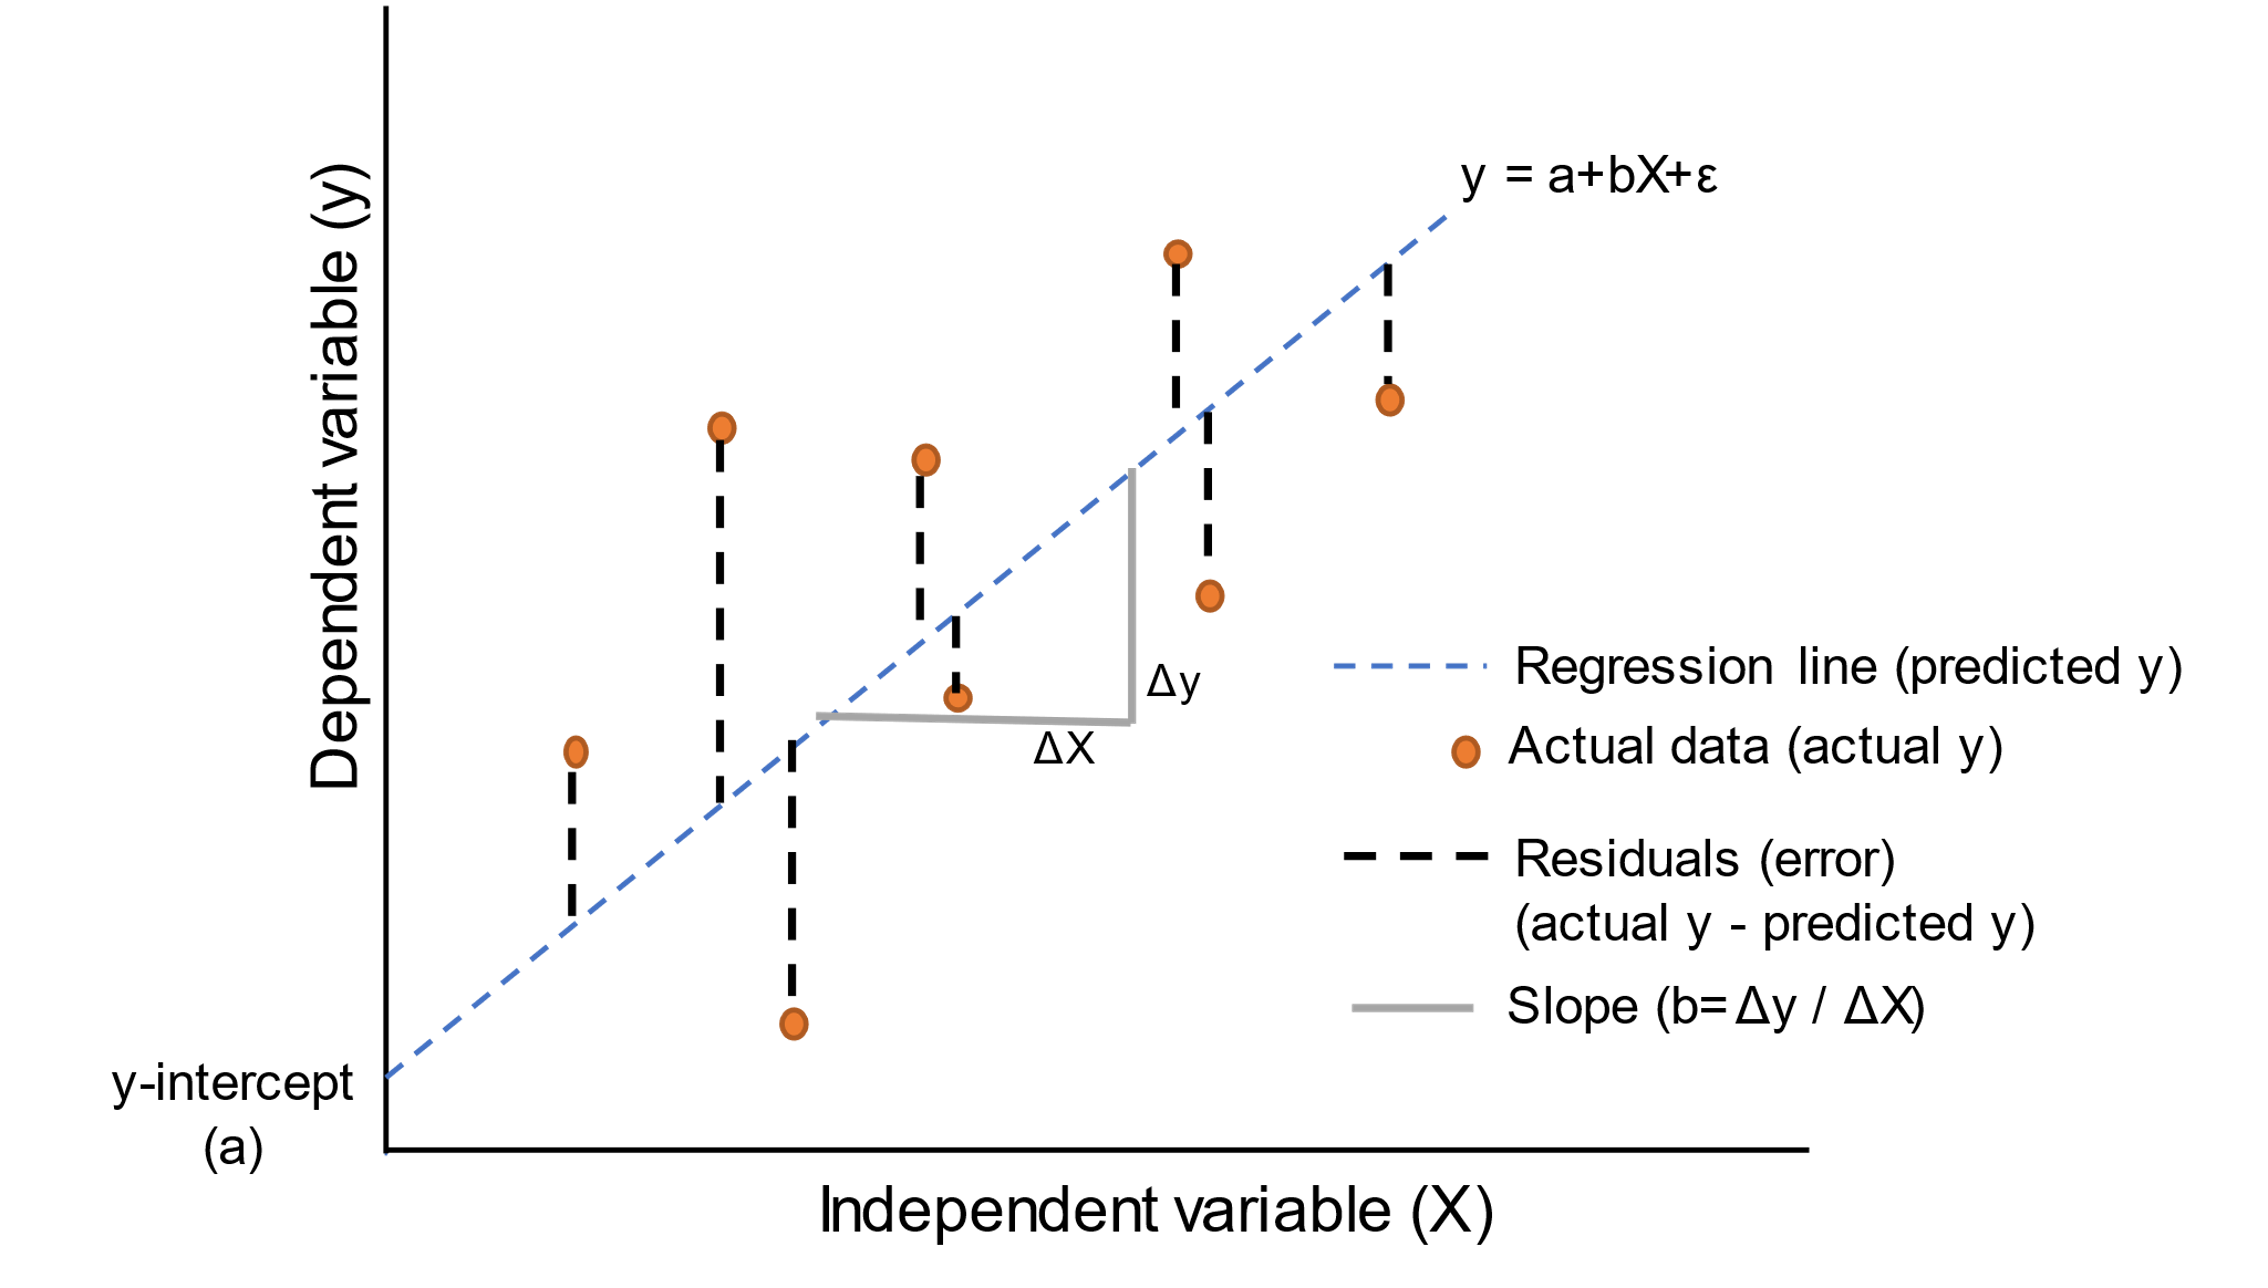 y = a+bX+ε
Dependent variable (y)
Δy
ΔX
Regression line (predicted y)
Actual data (actual y)
Residuals (error)
(actual y - predicted y)
Slope (b=Δy / ΔX)
y-intercept
(a)
Independent variable (X)